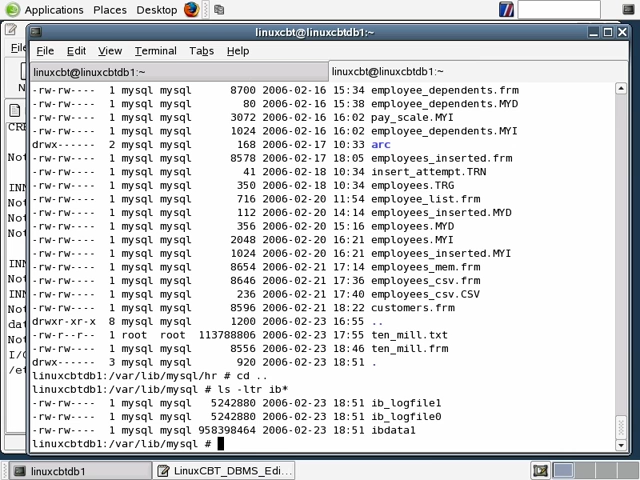 Applications Places Desktop
linuxcbt@linuxcbtdb1:~
File Edit View Terminal Tabs Help
linuxcbt@linuxcbtdb1:~ linuxcbt@linuxcbtdb1:~
-rw-rw---- 1 mysql mysql 8700 2006-02-16 15:34 employee_dependents.frm
-rw-rw---- 1 mysql mysql 80 2006-02-16 15:38 employee_dependents.MYD
-rw-rw---- 1 mysql mysql 3072 2006-02-16 16:02 pay_scale.MYI
-rw-rw---- 1 mysql mysql 1024 2006-02-16 16:02 employee_dependents.MYI
drwx------ 2 mysql mysql 168 2006-02-17 10:33 arc
-rw-rw---- 1 mysql mysql 8578 2006-02-17 18:05 employees_inserted.frm
-rw-rw---- 1 mysql mysql 41 2006-02-18 10:34 insert_attempt.TRN
-rw-rw---- 1 mysql mysql 350 2006-02-18 10:34 employees.TRG
-rw-rw---- 1 mysql mysql 716 2006-02-20 11:54 employee_list.frm
-rw-rw---- 1 mysql mysql 112 2006-02-20 14:14 employees_inserted.MYD
-rw-rw---- 1 mysql mysql 356 2006-02-20 15:16 employees.MYD
-rw-rw---- 1 mysql mysql 2048 2006-02-20 16:21 employees.MYI
-rw-rw---- 1 mysql mysql 1024 2006-02-20 16:21 employees_inserted.MYI
-rw-rw---- 1 mysql mysql 8654 2006-02-21 17:14 employees_mem.frm
-rw-rw---- 1 mysql mysql 8646 2006-02-21 17:36 employees_csv.frm
-rw-rw---- 1 mysql mysql 236 2006-02-21 17:40 employees_csv.CSV
-rw-rw---- 1 mysql mysql 8596 2006-02-21 18:22 customers.frm
drwxr-xr-x 8 mysql mysql 1200 2006-02-23 16:55 ..
-rw-r--r-- 1 root root 113788806 2006-02-23 17:55 ten_mill.txt
-rw-rw---- 1 mysql mysql 8556 2006-02-23 18:46 ten_mill.frm
drwx------ 3 mysql mysql 920 2006-02-23 18:51 .
linuxcbtdb1:/var/lib/mysql/hr # cd ..
linuxcbtdb1:/var/lib/mysql # ls -ltr ib*
-rw-rw---- 1 mysql mysql 5242880 2006-02-23 18:51 ib_logfile1
-rw-rw---- 1 mysql mysql 5242880 2006-02-23 18:51 ib_logfile0
-rw-rw---- 1 mysql mysql 958398464 2006-02-23 18:51 ibdata1
linuxcbtdb1:/var/lib/mysql #
linuxcbtdb1 LinuxCBT_DBMS_Edi...